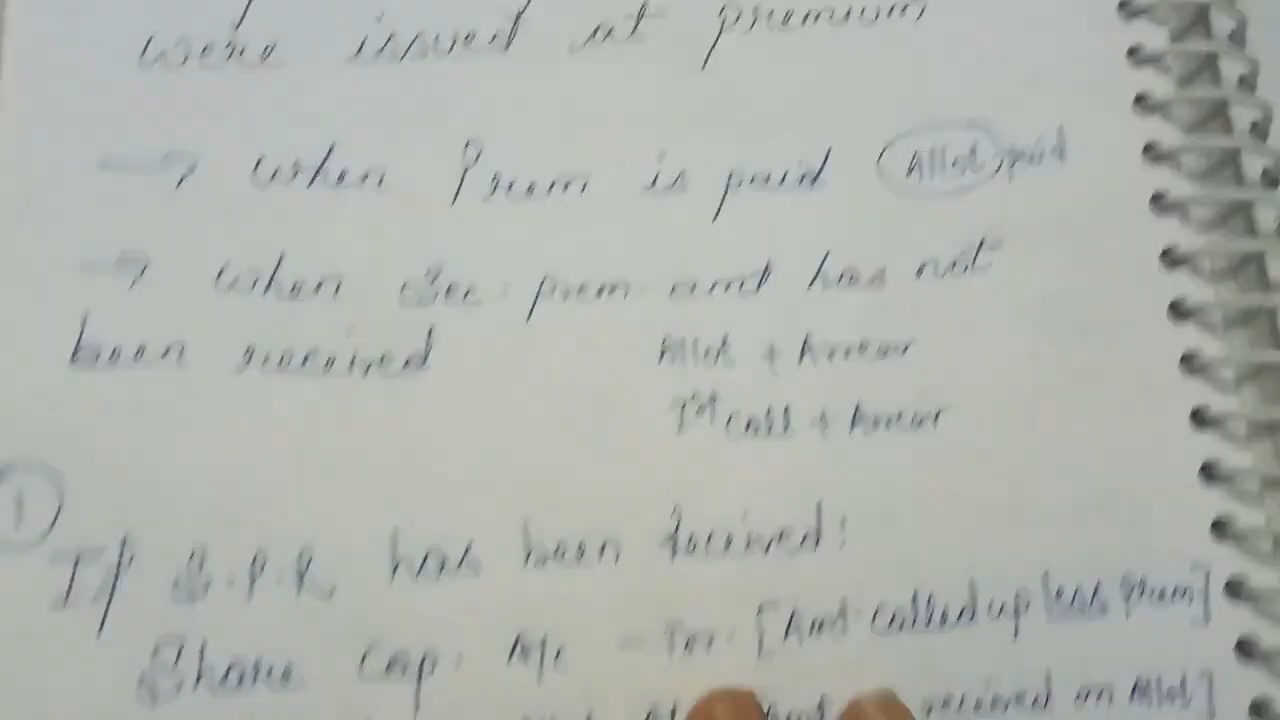 were issued at premium
→ when Prem is paid (Allot) paid
→ when Sec. prem amt has not
been received
Allot + Arrear
1st call + Arrear
①
If S.P.R has been received:
Share cap. A/c - Dr. [Amt called up less prem]
received on Allot]